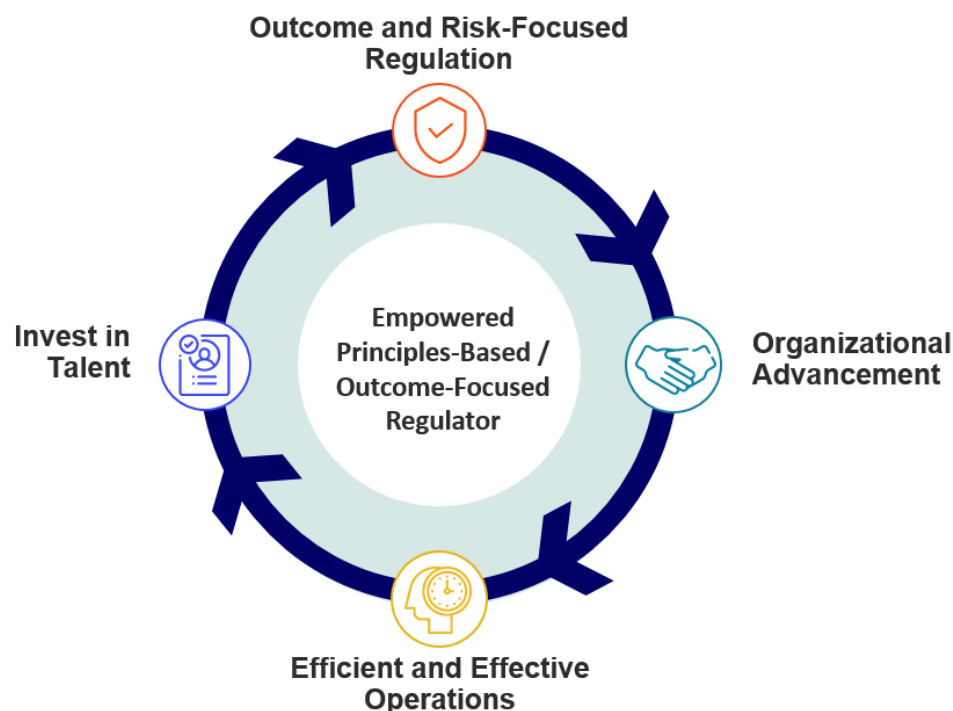 Outcome and Risk-Focused
Regulation
Invest in
Talent
Empowered
Principles-Based /
Outcome-Focused
Regulator
Organizational
Advancement
Efficient and Effective
Operations